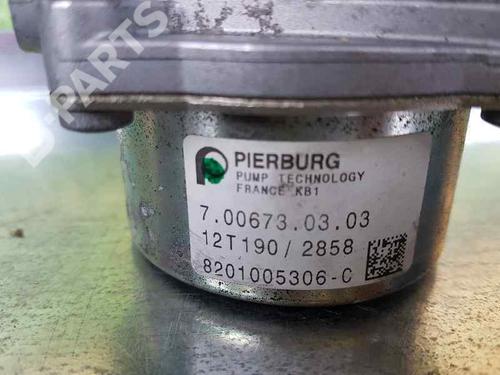 B-PARTS
PIERBURG
PUMP TECHNOLOGY
FRANCE KB1
7.00673.03.03
12T190/2858
8201005306-C